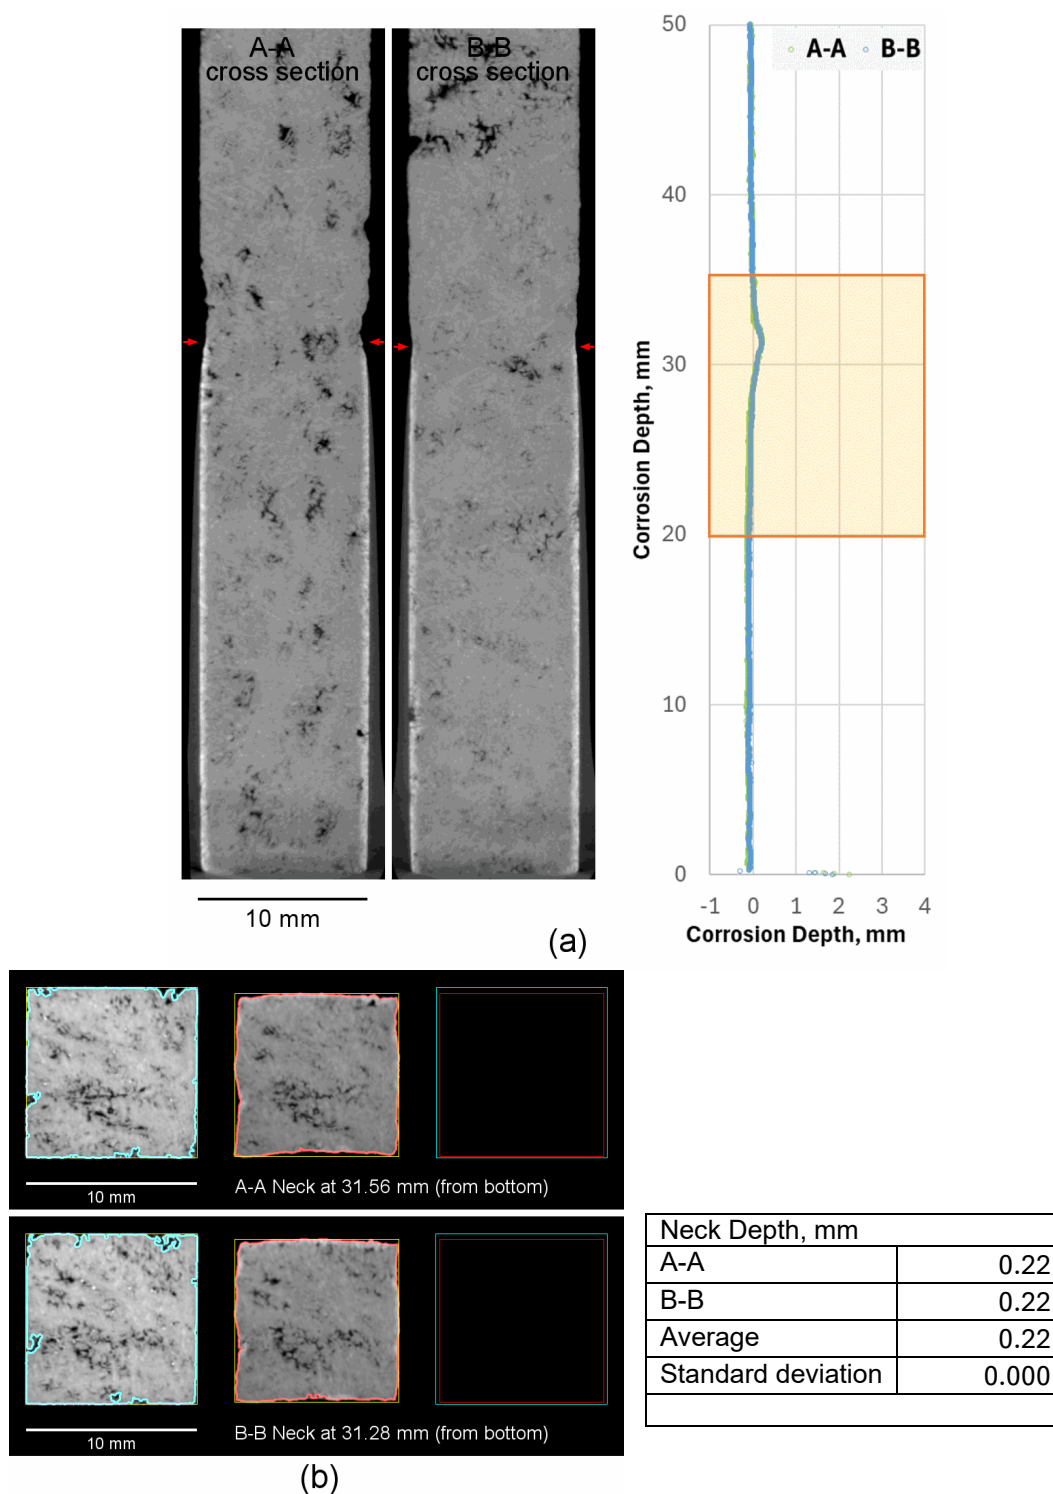 A-A
cross section
B-B
cross section
A-A B-B
50
40
30
20
10
0
Corrosion Depth, mm
-1 0 1 2 3 4
Corrosion Depth, mm
10 mm
(a)
10 mm
A-A Neck at 31.56 mm (from bottom)
10 mm
B-B Neck at 31.28 mm (from bottom)
(b)
Neck Depth, mm
A-A 0.22
B-B 0.22
Average 0.22
Standard deviation 0.000